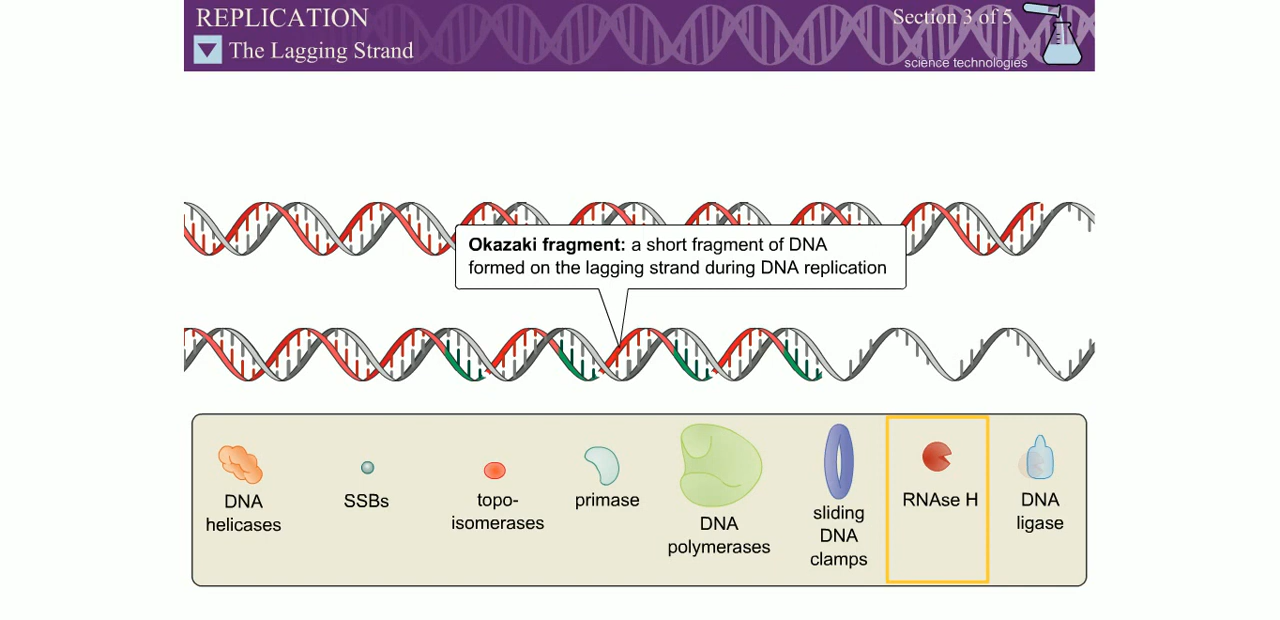 REPLICATION
Section 3 of 5
The Lagging Strand
science technologies
Okazaki fragment: a short fragment of DNA
formed on the lagging strand during DNA replication
DNA
helicases
SSBs
topo-
isomerases
primase
DNA
polymerases
sliding
DNA
clamps
RNAse H
DNA
ligase